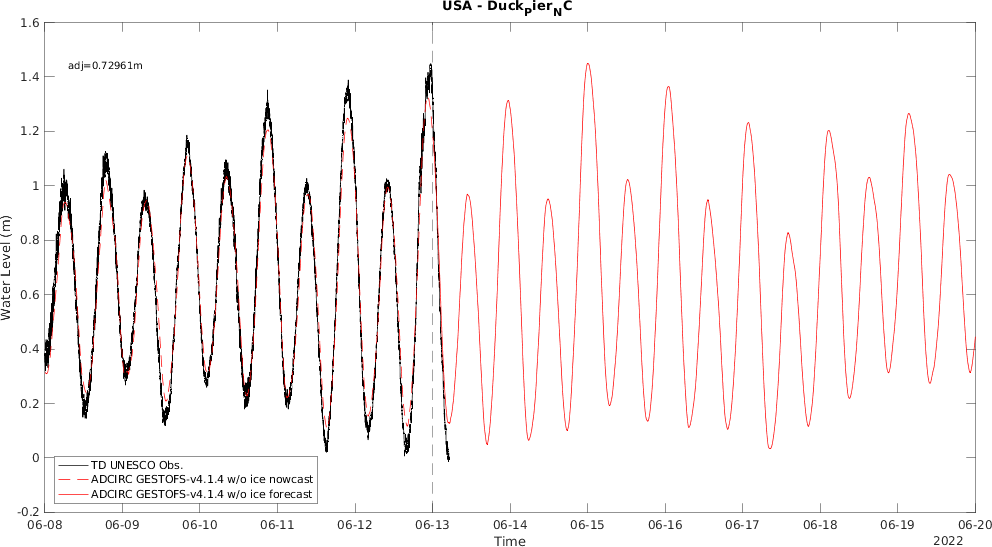 USA - Duck_Pier_NC
adj=0.72961m
1.6
1.4
1.2
1
0.8
0.6
0.4
0.2
0
-0.2
Water Level (m)
TD UNESCO Obs.
ADCIRC GESTOFS-v4.1.4 w/o ice nowcast
ADCIRC GESTOFS-v4.1.4 w/o ice forecast
06-08 06-09 06-10 06-11 06-12 06-13 06-14 06-15 06-16 06-17 06-18 06-19 06-20
Time
2022